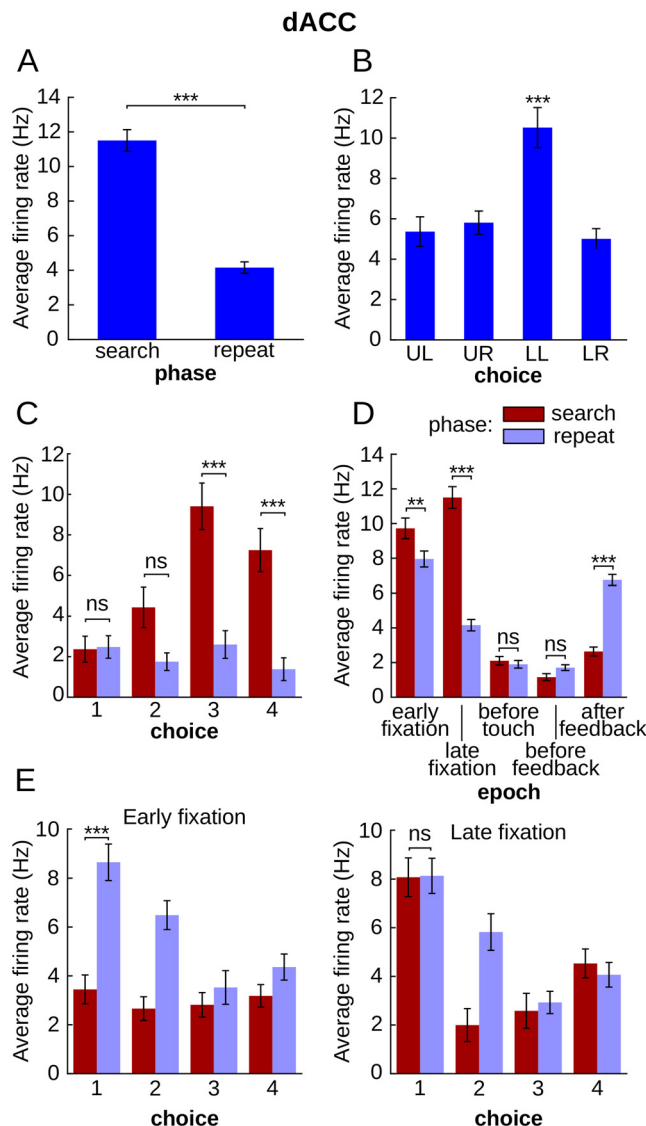 dACC
A
Average firing rate (Hz)
14
12
10
8
6
4
2
0
***
search
repeat
phase
B
Average firing rate (Hz)
12
10
8
6
4
2
0
***
UL
UR
LL
LR
choice
C
Average firing rate (Hz)
12
10
8
6
4
2
0
ns
ns
***
***
1
2
3
4
choice
D
phase:
search
repeat
Average firing rate (Hz)
14
12
10
8
6
4
2
0
**
***
ns
ns
***
early
fixation
late
fixation
before
touch
before
feedback
after
feedback
epoch
E
Early fixation
Average firing rate (Hz)
10
8
6
4
2
0
***
1
2
3
4
choice
Late fixation
Average firing rate (Hz)
10
8
6
4
2
0
ns
1
2
3
4
choice